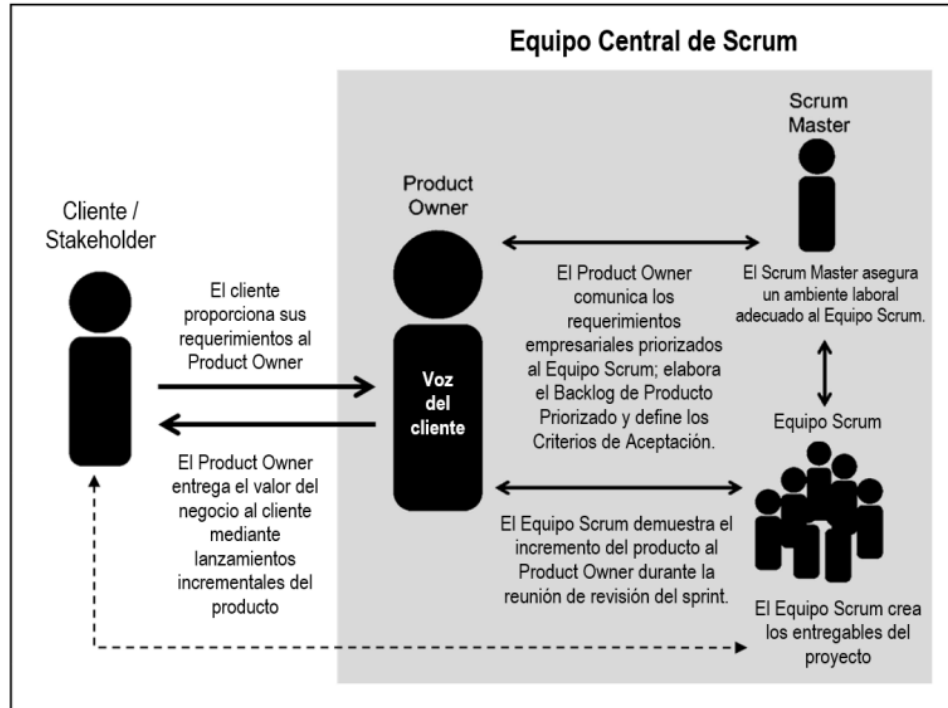 Equipo Central de Scrum
Scrum
Master
Product
Owner
Cliente /
Stakeholder
El cliente
proporciona sus
requerimientos al
Product Owner
Voz
del
cliente
El Product Owner
entrega el valor del
negocio al cliente
mediante
lanzamientos
incrementales del
producto
El Product Owner
comunica los
requerimientos
empresariales priorizados
al Equipo Scrum; elabora
el Backlog de Producto
Priorizado y define los
Criterios de Aceptación.
El Scrum Master asegura
un ambiente laboral
adecuado al Equipo Scrum.
Equipo Scrum
El Equipo Scrum demuestra el
incremento del producto al
Product Owner durante la
reunión de revisión del sprint.
El Equipo Scrum crea
los entregables del
proyecto